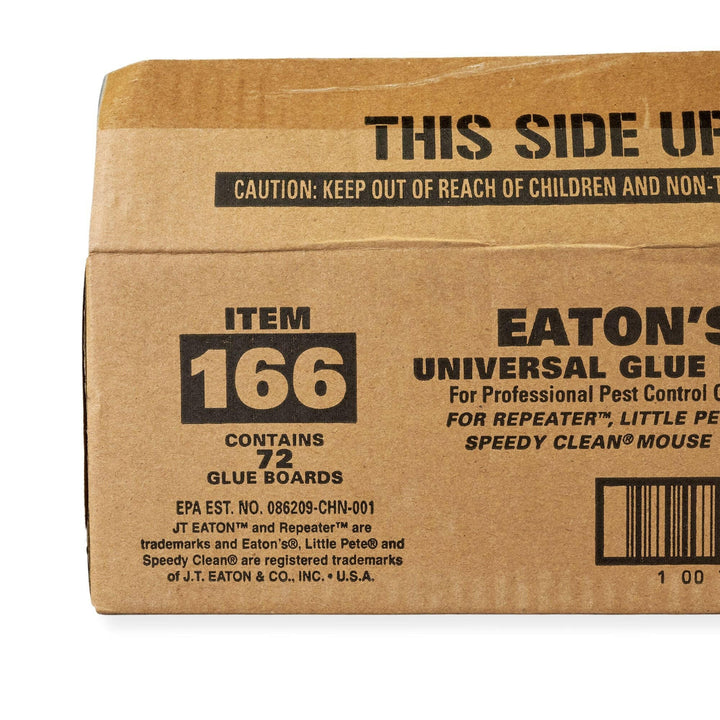 THIS SIDE UP
CAUTION: KEEP OUT OF REACH OF CHILDREN AND NON-T
ITEM
166
CONTAINS
72
GLUE BOARDS
EPA EST. NO. 086209-CHN-001
JT EATON™ and Repeater™ are
trademarks and Eaton's®, Little Pete® and
Speedy Clean® are registered trademarks
of J.T. EATON & CO., INC. • U.S.A.
EATON'S
UNIVERSAL GLUE
For Professional Pest Control
FOR REPEATER™, LITTLE PE
SPEEDY CLEAN® MOUSE
1 00